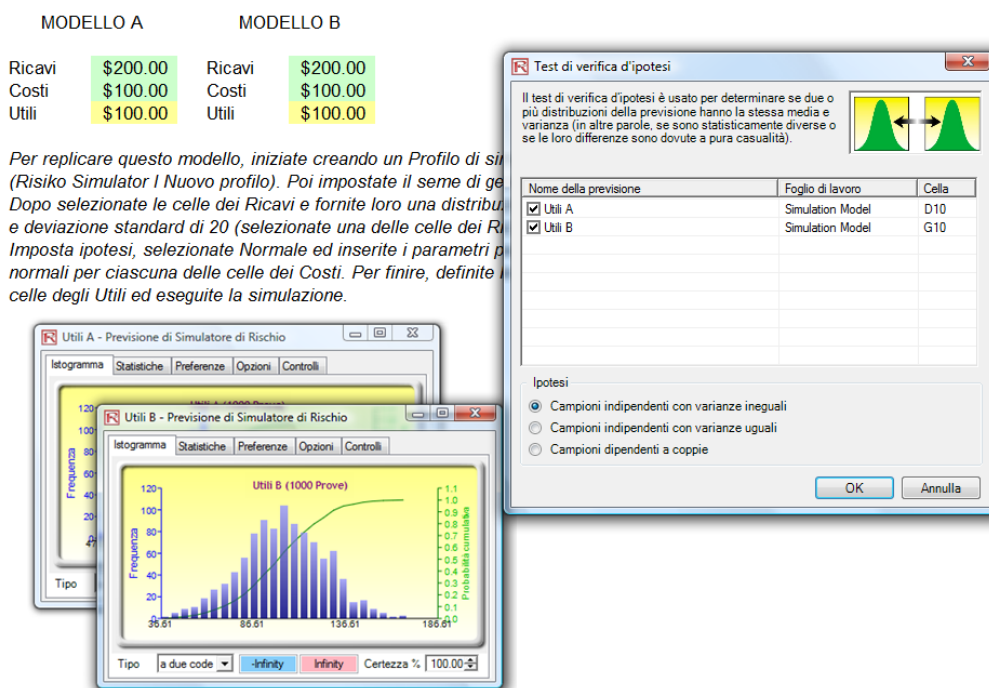 MODELLO A MODELLO B
Ricavi $200.00 Ricavi $200.00
Costi $100.00 Costi $100.00
Utili $100.00 Utili $100.00
Per replicare questo modello, iniziate creando un Profilo di
(Risiko Simulator I Nuovo profilo). Poi impostate il seme di
Dopo selezionate le celle dei Ricavi e fornite loro una
e deviazione standard di 20 (selezionate una delle celle dei
Imposta ipotesi, selezionate Normale ed inserite i parametri
normali per ciascuna delle celle dei Costi. Per finire, definite
celle degli Utili ed eseguite la simulazione.
Test di verifica d'ipotesi
Il test di verifica d'ipotesi è usato per determinare se due o
più distribuzioni della previsione hanno la stessa media e
varianza (in altre parole, se sono statisticamente diverse o
se le loro differenze sono dovute a pura casualità).
Nome della previsione Foglio di lavoro Cella
Utili A Simulation Model D10
Utili B Simulation Model G10
Ipotesi
Campioni indipendenti con varianze ineguali
Campioni indipendenti con varianze uguali
Campioni dipendenti a coppie
OK Annulla
Utili A - Previsione di Simulatore di Rischio
Istogramma Statistiche Preferenze Opzioni Controlli
120
100
80
60
40
20
Frequenza
Tipo
Utili B - Previsione di Simulatore di Rischio
Istogramma Statistiche Preferenze Opzioni Controlli
Utili B (1000 Prove)
Frequenza
120
100
80
60
40
20
0
1.1
1.0
0.9
0.8
0.7
0.6
0.5
0.4
0.3
0.2
0.1
0.0
Probabilità cumulativa
36.61 86.61 136.61 186.61
Tipo a due code -Infinity Infinity Certezza % 100.00